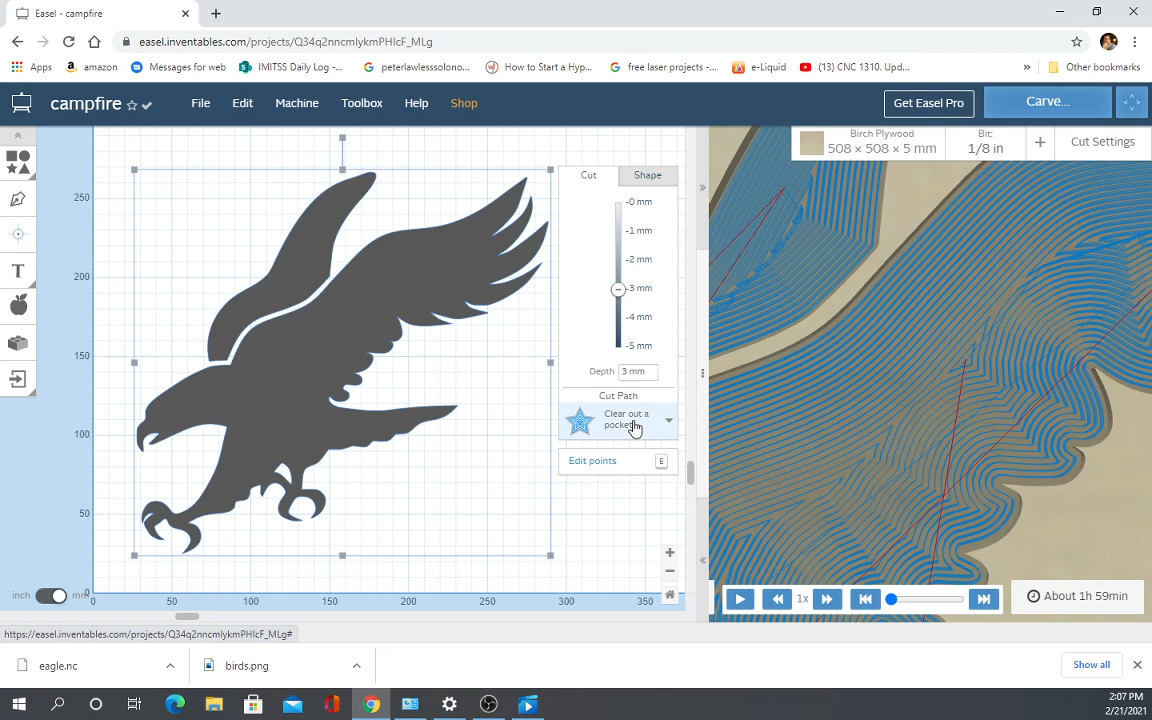 Easel - campfire
easel.inventables.com/projects/Q34q2nncmlykmPHIcF_MLg
Apps
amazon
Messages for web
IMITSS Daily Log -...
peterlawlesssolono...
How to Start a Hyp...
free laser projects -...
e-Liquid
(13) CNC 1310. Upd...
»
Other bookmarks
campfire
File
Edit
Machine
Toolbox
Help
Shop
Get Easel Pro
Carve...
Birch Plywood
508 × 508 × 5 mm
Bit:
1/8 in
+
Cut Settings
T
250
200
150
100
50
0
0
50
100
150
200
250
300
350
inch
mm
Cut
Shape
-0 mm
-1 mm
-2 mm
-3 mm
-4 mm
-5 mm
Depth
3 mm
Cut Path
Clear out a
pocket
Edit points
E
1x
About 1h 59min
https://easel.inventables.com/projects/Q34q2nncmlykmPHIcF_MLg#
eagle.nc
birds.png
Show all
2:07 PM
2/21/2021